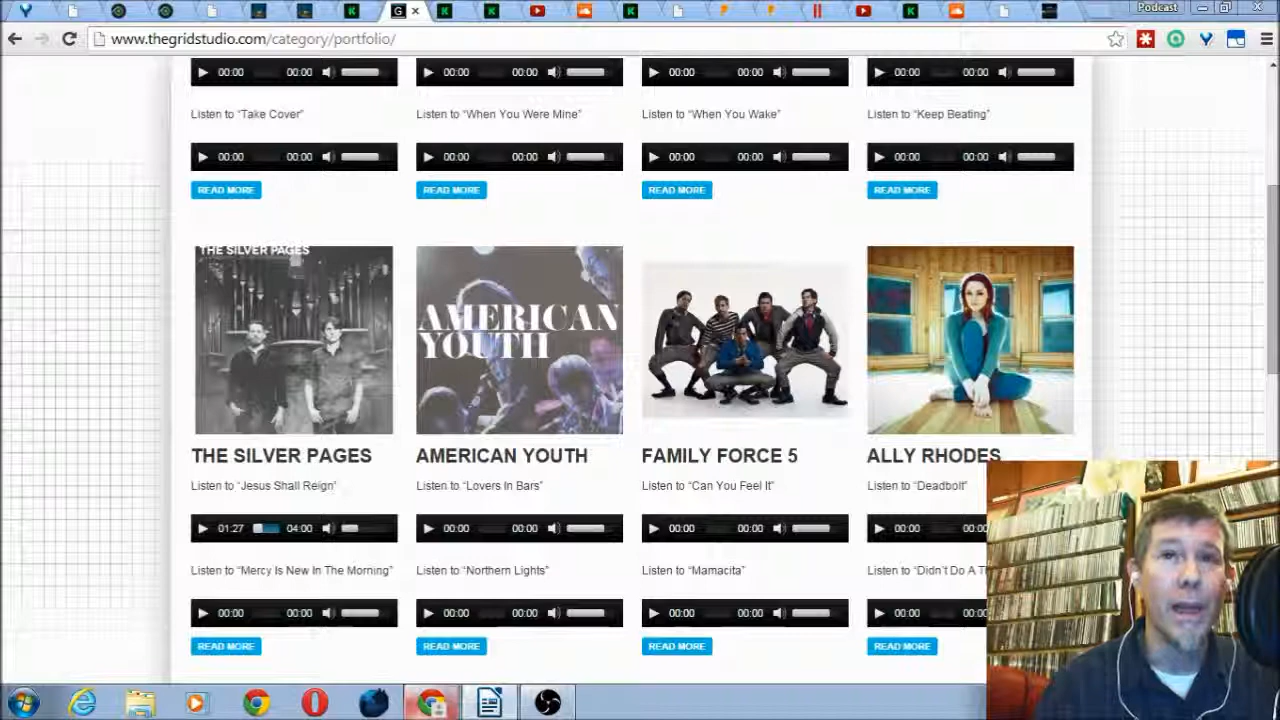 Podcast
www.thegridstudio.com/category/portfolio/
00:00 00:00 00:00 00:00 00:00 00:00 00:00 00:00
Listen to “Take Cover” Listen to “When You Were Mine” Listen to “When You Wake” Listen to “Keep Beating”
00:00 00:00 00:00 00:00 00:00 00:00 00:00 00:00
READ MORE READ MORE READ MORE READ MORE
THE SILVER PAGES
AMERICAN
YOUTH
THE SILVER PAGES AMERICAN YOUTH FAMILY FORCE 5 ALLY RHODES
Listen to “Jesus Shall Reign” Listen to “Lovers In Bars” Listen to “Can You Feel It” Listen to “Deadbolt”
01:27 04:00 00:00 00:00 00:00 00:00 00:00
Listen to “Mercy Is New In The Morning” Listen to “Northern Lights” Listen to “Mamacita” Listen to “Didn’t Do A T
00:00 00:00 00:00 00:00 00:00 00:00 00:00
READ MORE READ MORE READ MORE READ MORE